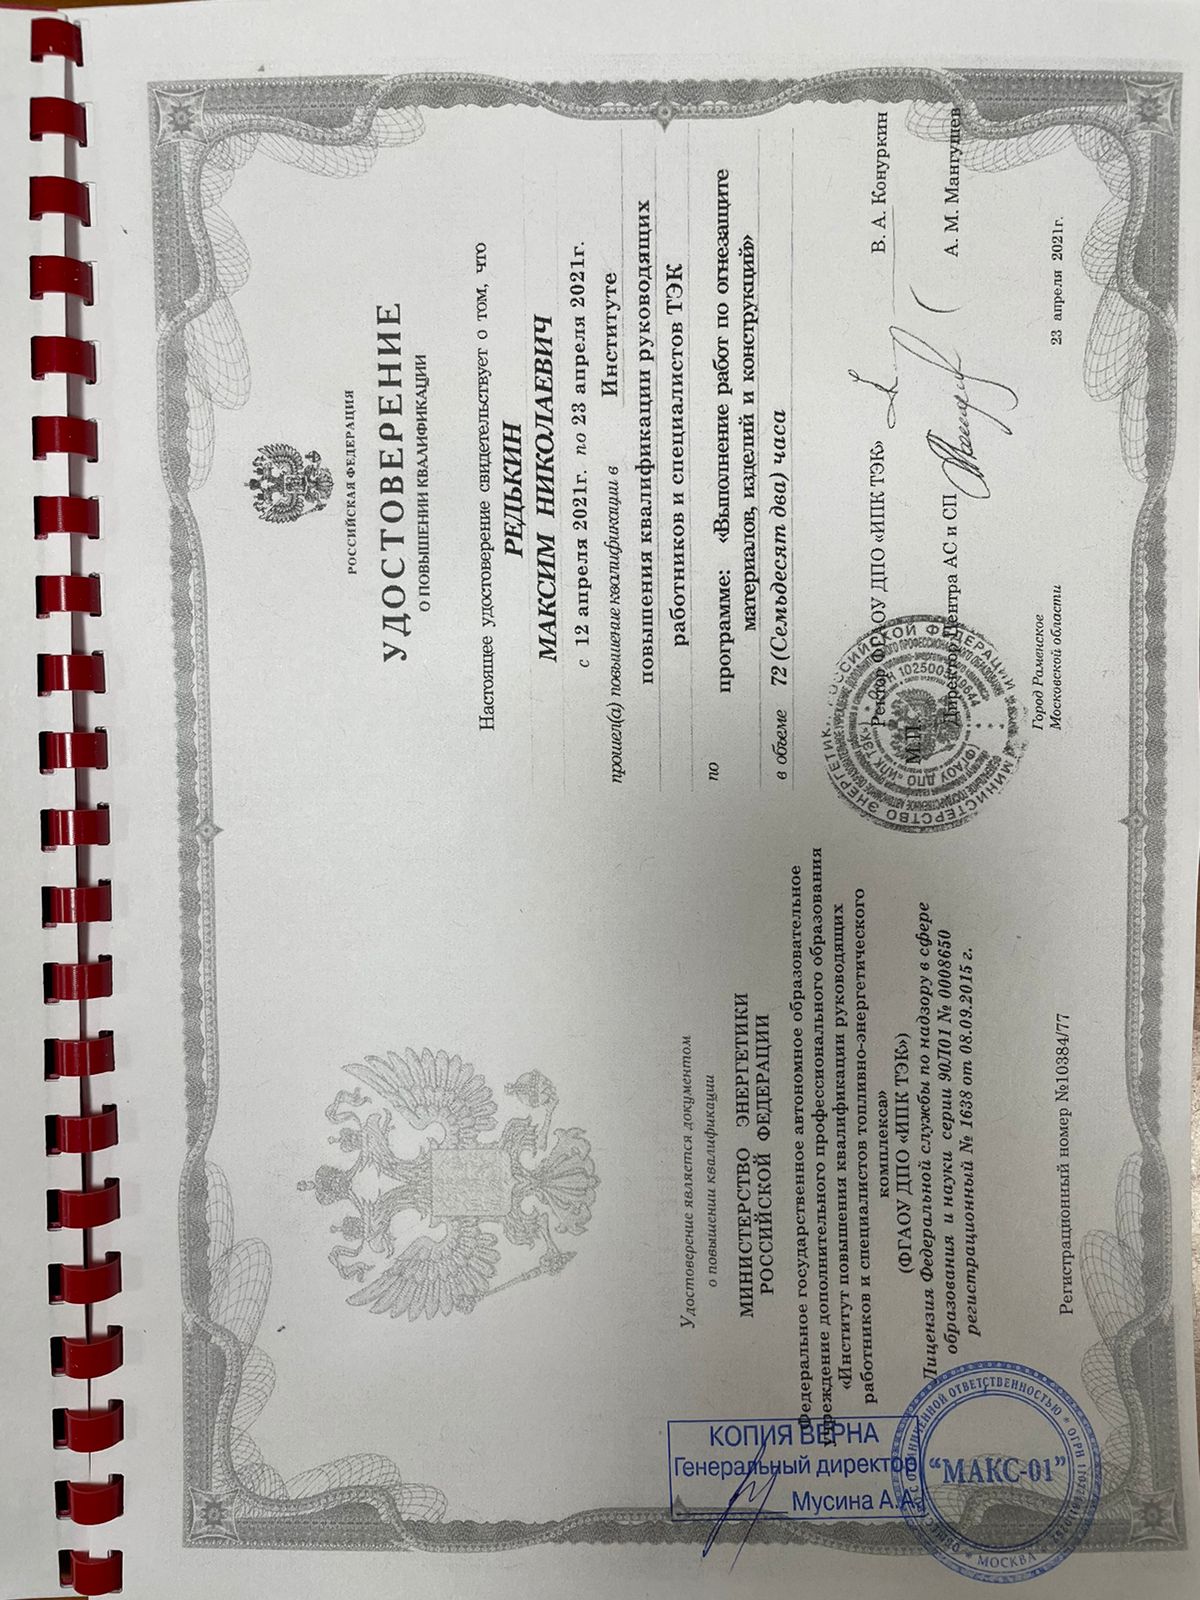 Удостоверение является документом
о повышении квалификации
МИНИСТЕРСТВО ЭНЕРГЕТИКИ
РОССИЙСКОЙ ФЕДЕРАЦИИ
Федеральное государственное автономное образовательное
учреждение дополнительного профессионального образования
«Институт повышения квалификации руководящих
работников и специалистов топливно-энергетического
комплекса»
(ФГАОУ ДПО «ИПК ТЭК»)
Лицензия Федеральной службы по надзору в сфере
образования и науки серии 90Л01 № 0008650
регистрационный № 1638 от 08.09.2015 г.
Регистрационный номер №10384/77
КОПИЯ ВЕРНА
Генеральный директор
Мусина А.А.
"МАКС-01"
МОСКВА
РОССИЙСКАЯ ФЕДЕРАЦИЯ
УДОСТОВЕРЕНИЕ
О ПОВЫШЕНИИ КВАЛИФИКАЦИИ
Настоящее удостоверение свидетельствует о том, что
РЕДЬКИН
МАКСИМ НИКОЛАЕВИЧ
с 12 апреля 2021г. по 23 апреля 2021г.
прошел(а) повышение квалификации в Институте
повышения квалификации руководящих
работников и специалистов ТЭК
по программе: «Выполнение работ по огнезащите
материалов, изделий и конструкций»
в объеме 72 (Семьдесят два) часа
Ректор ФГАОУ ДПО «ИПК ТЭК» В. А. Конуркин
М.П.
Директор Центра АС и СП А. М. Мангушев
Город Раменское
Московской области
23 апреля 2021г.